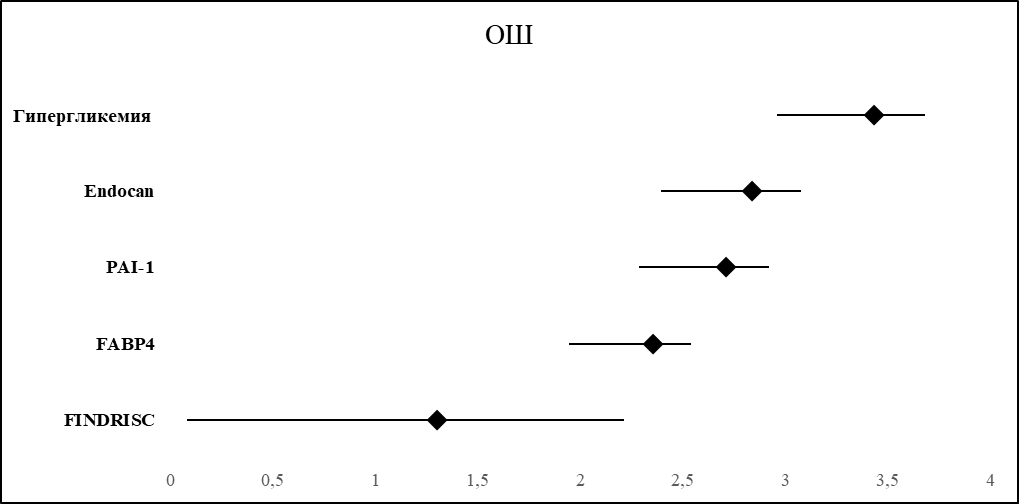 ОШ
Гипергликемия
Endocan
PAI-1
FABP4
FINDRISC
0 0,5 1 1,5 2 2,5 3 3,5 4